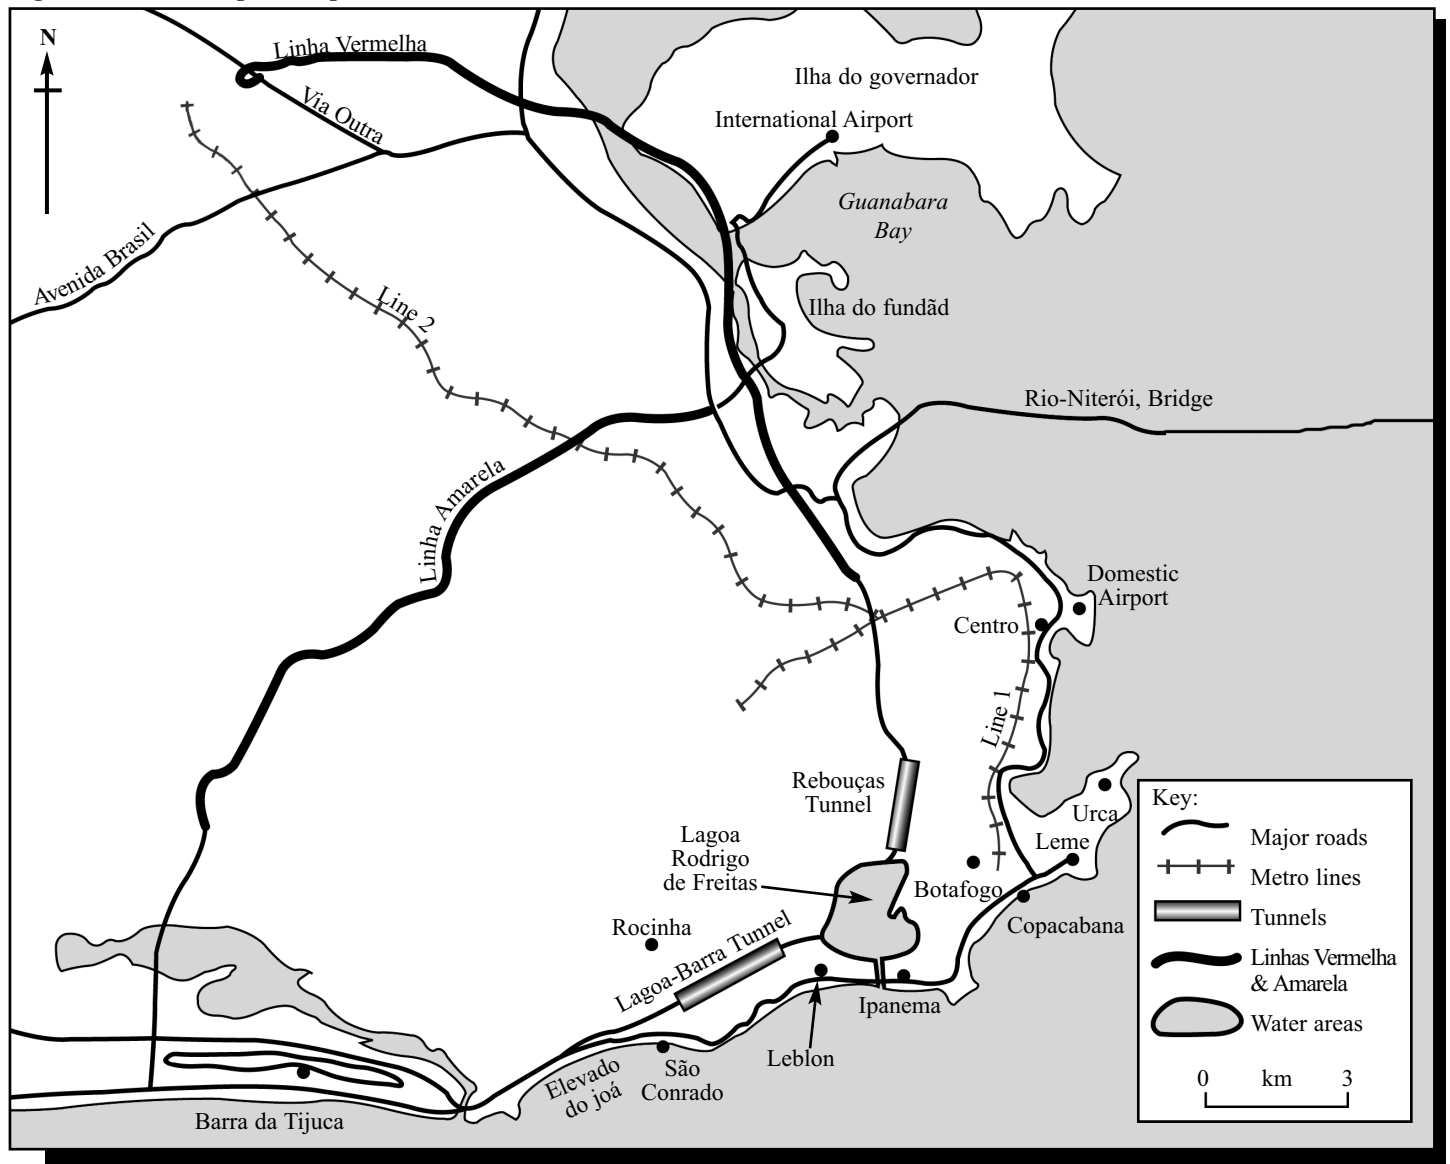 N
Linha Vermelha
Ilha do governador
Via Outra
International Airport
Guanabara
Bay
Avenida Brasil
Line 2
Ilha do fundãd
Rio-Niterói, Bridge
Linha Amarela
Domestic
Airport
Centro
Line 1
Rebouças
Tunnel
Urca
Lagoa
Rodrigo
de Freitas
Leme
Botafogo
Copacabana
Rocinha
Lagoa-Barra Tunnel
Ipanema
Leblon
São
Conrado
Elevado
do joá
Barra da Tijuca
Key:
Major roads
Metro lines
Tunnels
Linhas Vermelha
& Amarela
Water areas
0 km 3